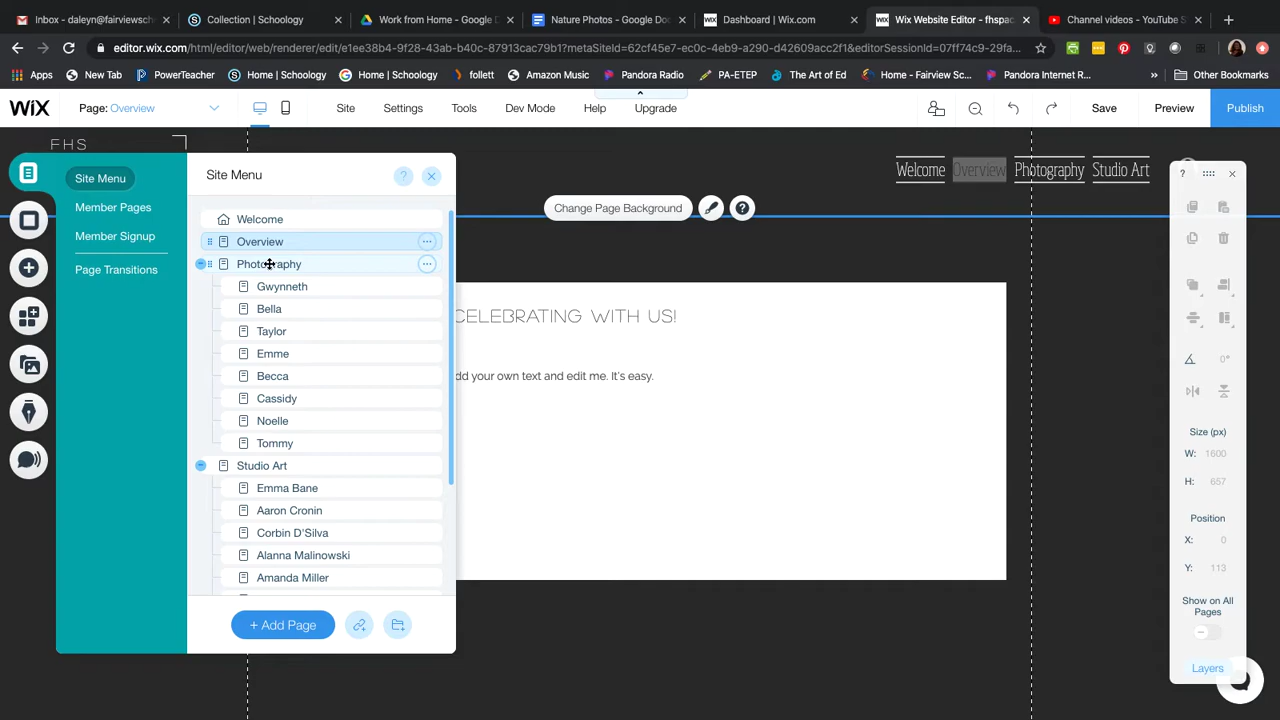 Inbox - daleyn@fairviewsch
Collection | Schoology
Work from Home - Google D
Nature Photos - Google Doc
Dashboard | Wix.com
Wix Website Editor - fhspac
Channel videos - YouTube S
editor.wix.com/html/editor/web/renderer/edit/e1ee38b4-9f28-43ab-b40c-87913cac79b1?metaSiteId=62cf45e7-ec0c-4eb9-a290-d42609acc2f1&editorSessionId=07ff74c9-29fa...
Apps
New Tab
PowerTeacher
Home | Schoology
Home | Schoology
follett
Amazon Music
Pandora Radio
PA-ETEP
The Art of Ed
Home - Fairview Sc...
Pandora Internet R...
»
Other Bookmarks
WiX
Page: Overview
Site
Settings
Tools
Dev Mode
Help
Upgrade
Save
Preview
Publish
FHS
Welcome
Overview
Photography
Studio Art
Site Menu
Member Pages
Member Signup
Page Transitions
Site Menu
?
Change Page Background
?
Welcome
Overview
Photography
Gwynneth
Bella
Taylor
Emme
Becca
Cassidy
Noelle
Tommy
Studio Art
Emma Bane
Aaron Cronin
Corbin D'Silva
Alanna Malinowski
Amanda Miller
+ Add Page
CELEBRATING WITH US!
dd your own text and edit me. It's easy.
?
0°
Size (px)
W: 1600
H: 657
Position
X: 0
Y: 113
Show on All
Pages
Layers